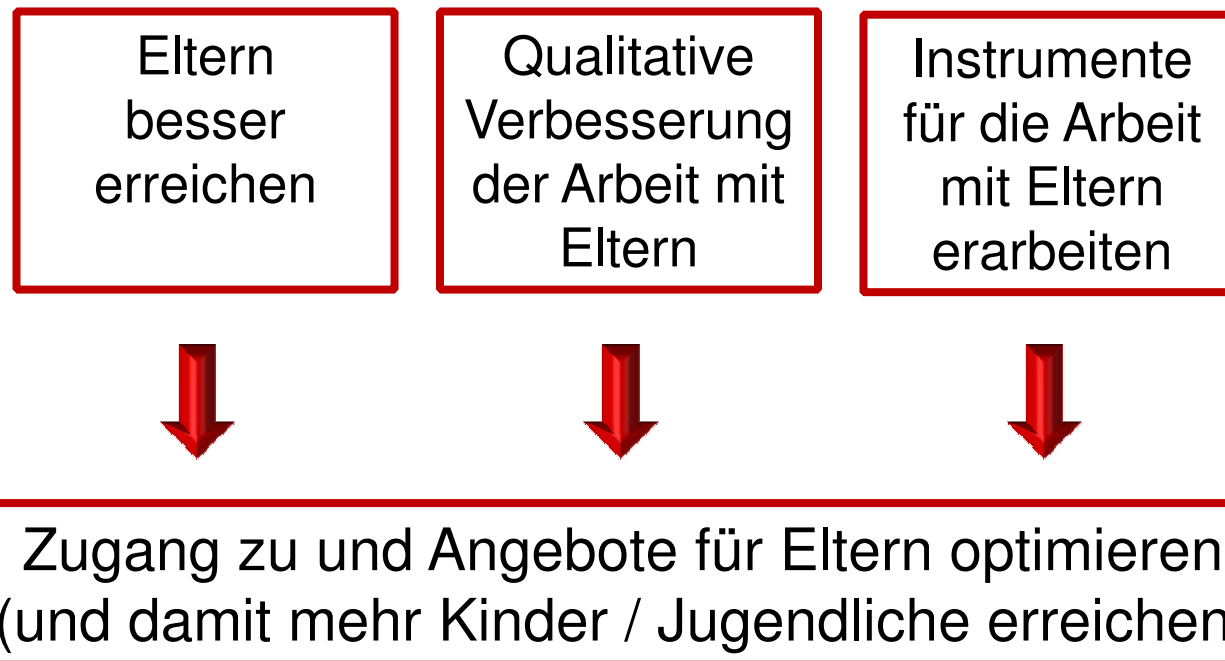 Eltern
besser
erreichen
Qualitative
Verbesserung
der Arbeit mit
Eltern
Instrumente
für die Arbeit
mit Eltern
erarbeiten
Zugang zu und Angebote für Eltern optimieren
(und damit mehr Kinder / Jugendliche erreichen